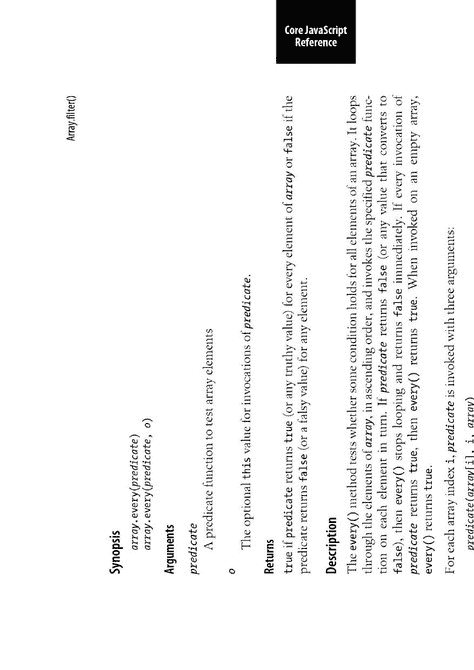 Core JavaScript
Reference
Array.filter()
Synopsis
array.every(predicate)
array.every(predicate, o)
Arguments
predicate
A predicate function to test array elements
o
The optional this value for invocations of predicate.
Returns
true if predicate returns true (or any truthy value) for every element of array or false if the
predicate returns false (or a falsy value) for any element.
Description
The every() method tests whether some condition holds for all elements of an array. It loops
through the elements of array, in ascending order, and invokes the specified predicate func-
tion on each element in turn. If predicate returns false (or any value that converts to
false), then every() stops looping and returns false immediately. If every invocation of
predicate returns true, then every() returns true. When invoked on an empty array,
every() returns true.
For each array index i, predicate is invoked with three arguments:
predicate(array[i], i, array)